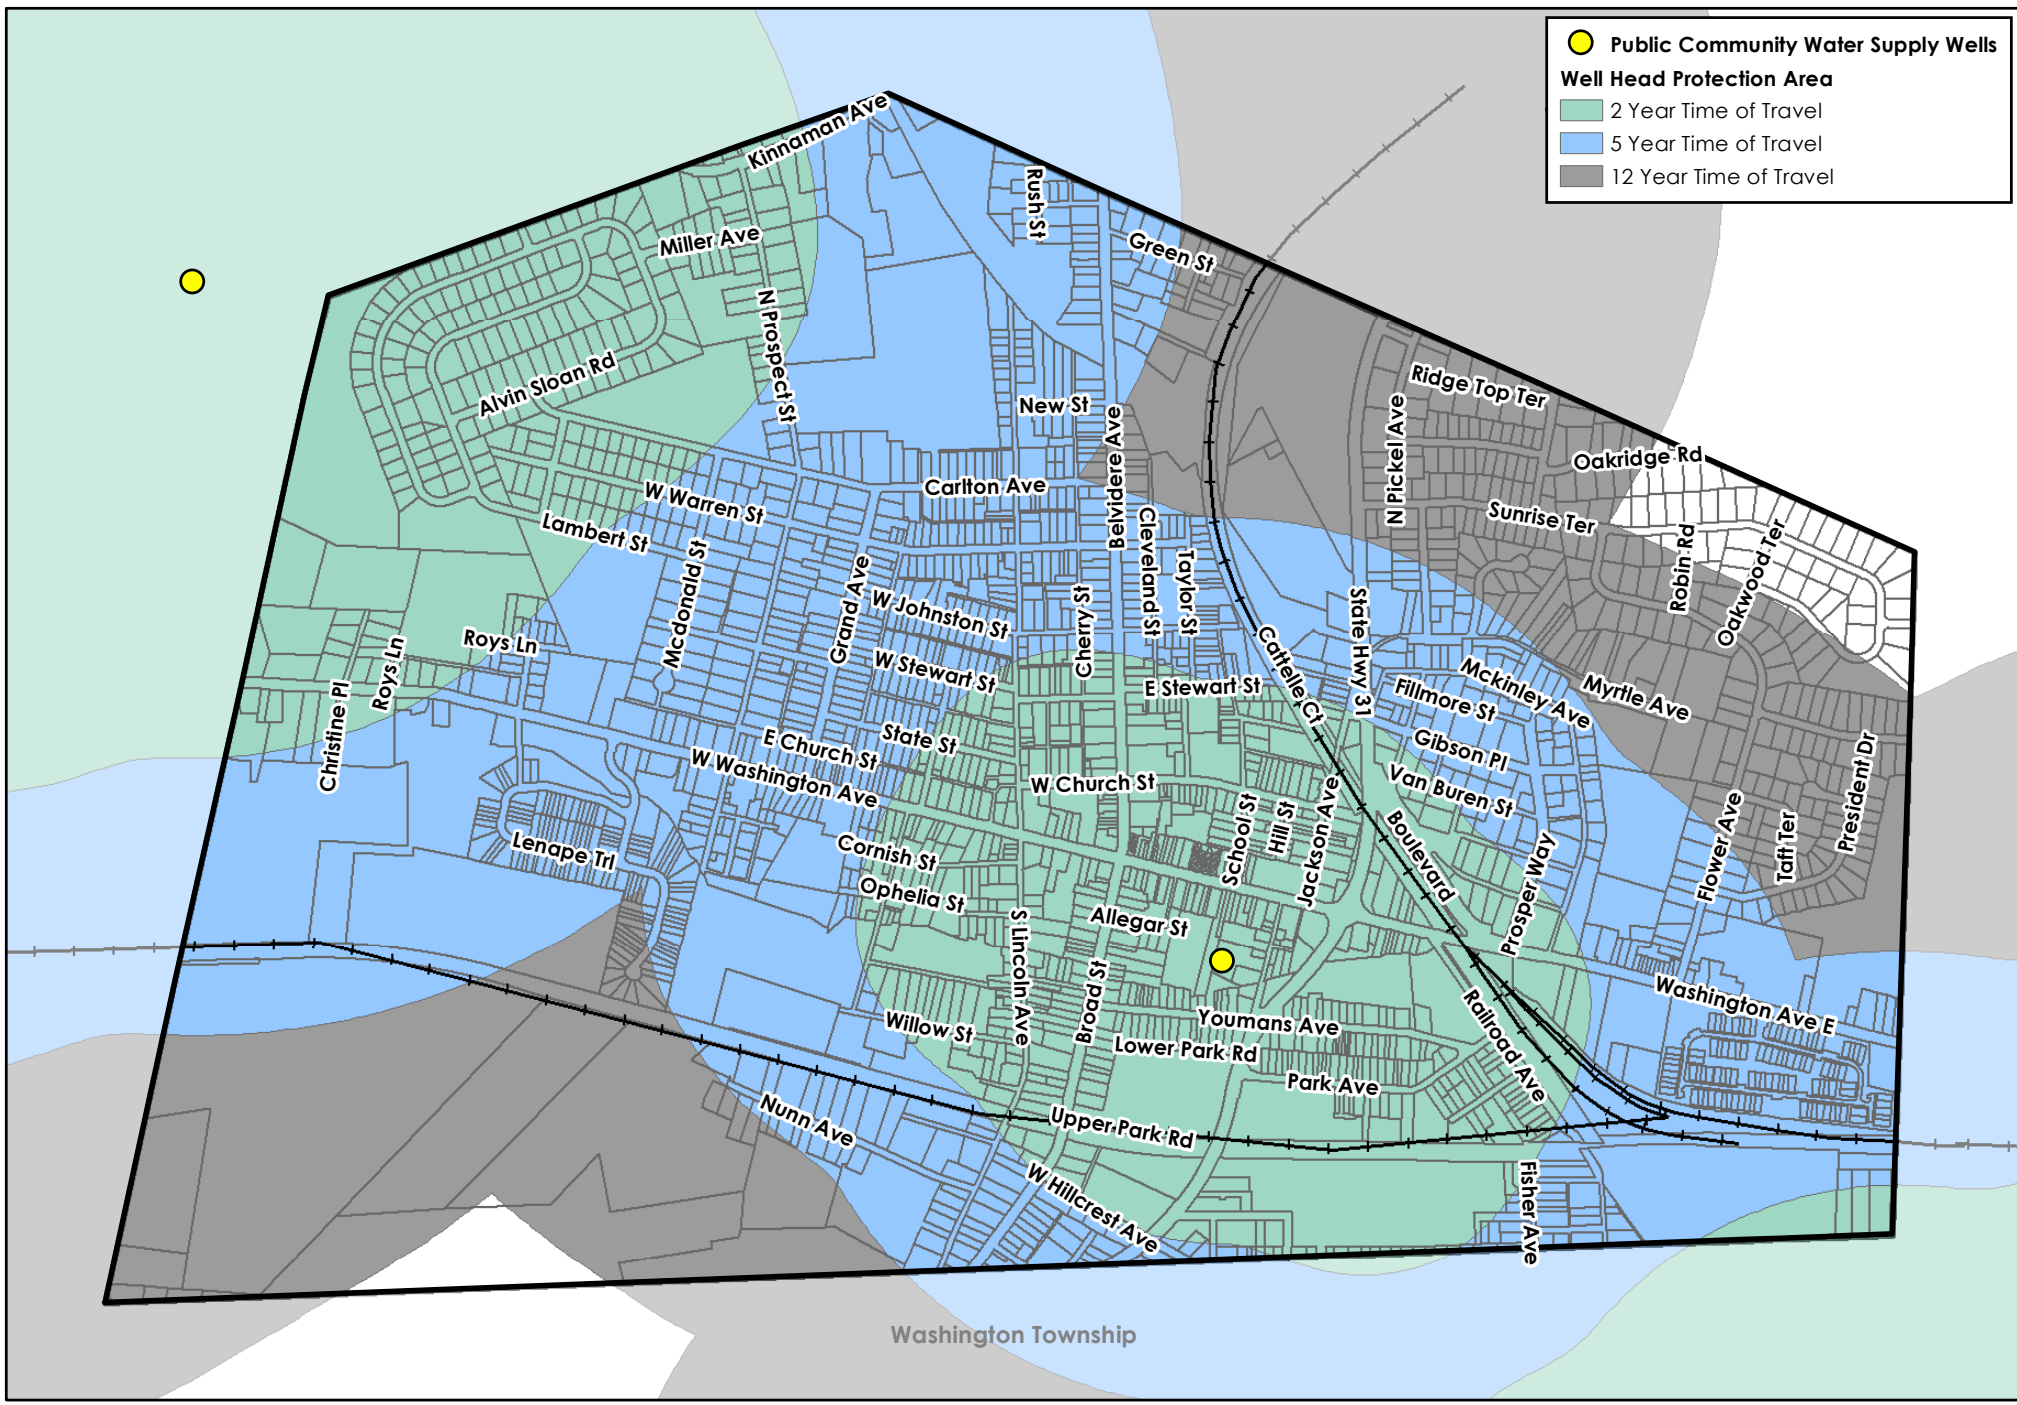 Public Community Water Supply Wells
Well Head Protection Area
2 Year Time of Travel
5 Year Time of Travel
12 Year Time of Travel
Kinnaman Ave
Rush St
Miller Ave
Green St
N Prospect St
Alvin Sloan Rd
Ridge Top Ter
New St
Belvidere Ave
N Pickel Ave
Oakridge Rd
Carlton Ave
W Warren St
Lambert St
Cleveland St
Sunrise Ter
Taylor St
Robin Rd
Oakwood Ter
Mcdonald St
Grand Ave
W Johnston St
Cherry St
State Hwy 31
Roys Ln
Roys Ln
W Stewart St
E Stewart St
Cattelle Ct
Mckinley Ave
Fillmore St
Myrtle Ave
Christine Pl
State St
E Church St
W Washington Ave
W Church St
Gibson Pl
Van Buren St
President Dr
Lenape Trl
Cornish St
School St
Hill St
Jackson Ave
Boulevard
Flower Ave
Taft Ter
Ophelia St
Allegar St
Prosper Way
S Lincoln Ave
Broad St
Washington Ave E
Willow St
Youmans Ave
Lower Park Rd
Railroad Ave
Park Ave
Nunn Ave
Upper Park Rd
W Hillcrest Ave
Fisher Ave
Washington Township